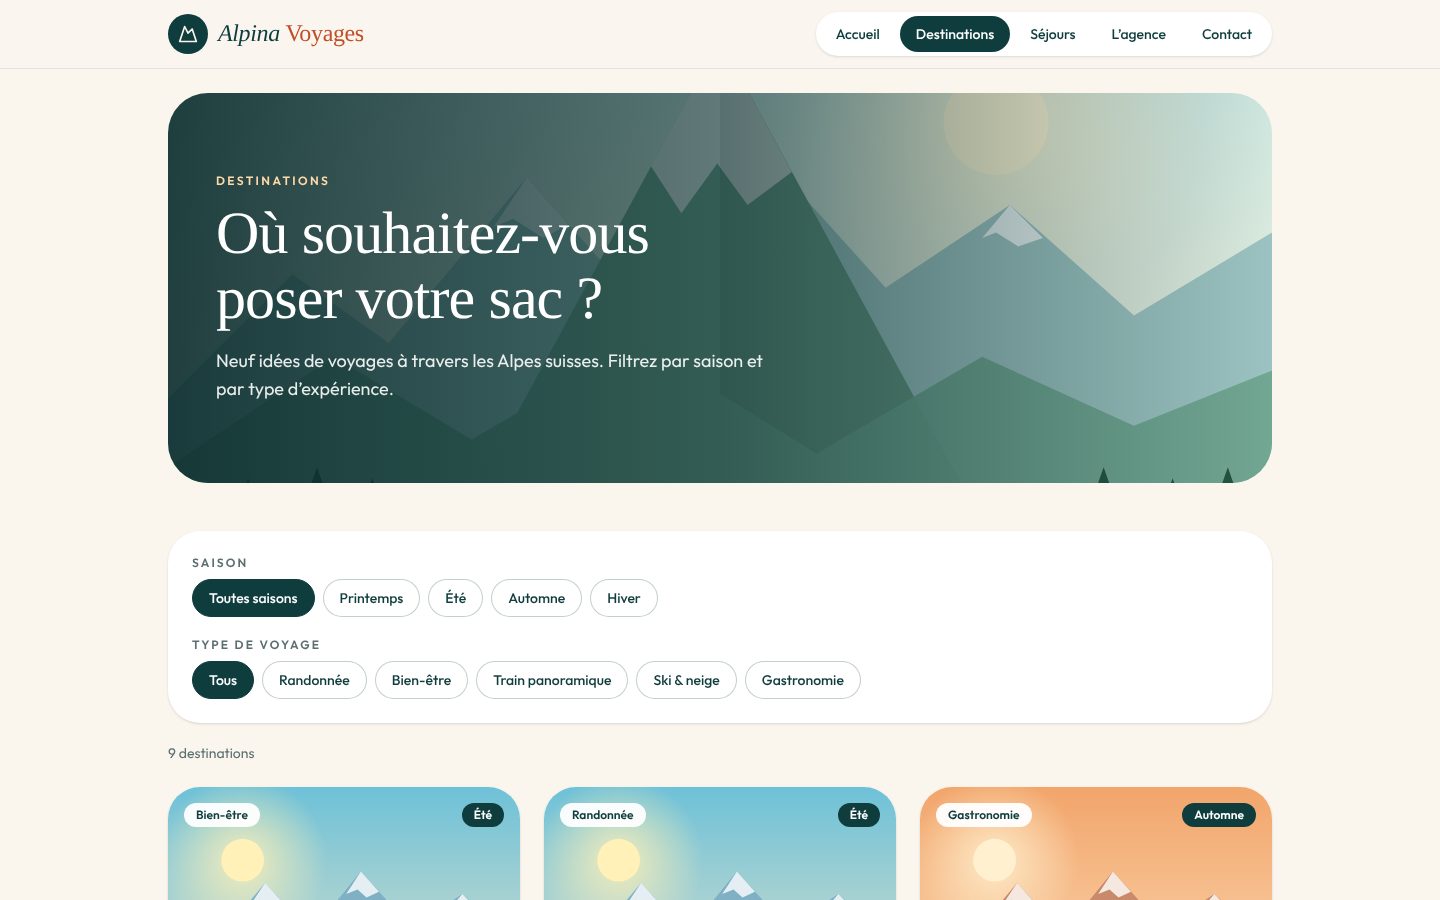 Alpina Voyages
Accueil
Destinations
Séjours
L’agence
Contact
DESTINATIONS
Où souhaitez-vous
poser votre sac ?
Neuf idées de voyages à travers les Alpes suisses. Filtrez par saison et
par type d’expérience.
SAISON
Toutes saisons
Printemps
Été
Automne
Hiver
TYPE DE VOYAGE
Tous
Randonnée
Bien-être
Train panoramique
Ski & neige
Gastronomie
9 destinations
Bien-être
Été
Randonnée
Été
Gastronomie
Automne